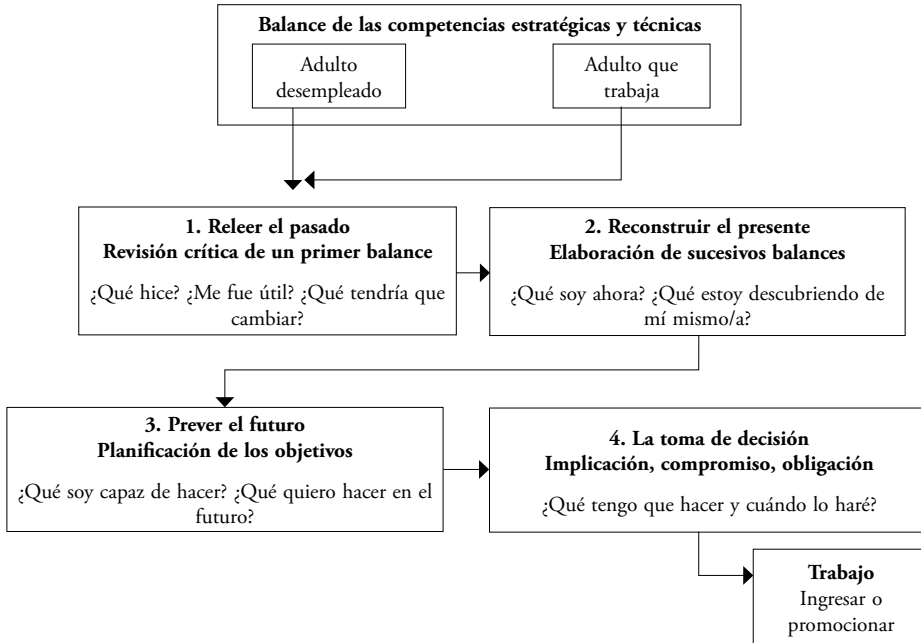 Balance de las competencias estratégicas y técnicas
Adulto
desempleado
Adulto que
trabaja
1. Releer el pasado
Revisión crítica de un primer balance
¿Qué hice? ¿Me fue útil? ¿Qué tendría que
cambiar?
2. Reconstruir el presente
Elaboración de sucesivos balances
¿Qué soy ahora? ¿Qué estoy descubriendo de
mí mismo/a?
3. Prever el futuro
Planificación de los objetivos
¿Qué soy capaz de hacer? ¿Qué quiero hacer en el
futuro?
4. La toma de decisión
Implicación, compromiso, obligación
¿Qué tengo que hacer y cuándo lo haré?
Trabajo
Ingresar o
promocionar